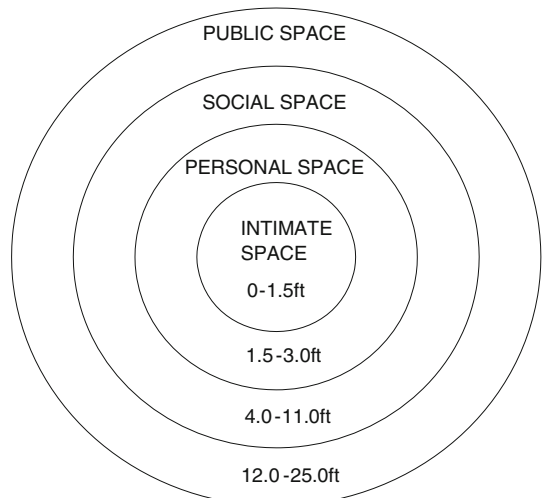 PUBLIC SPACE
SOCIAL SPACE
PERSONAL SPACE
INTIMATE
SPACE
0-1.5ft
1.5-3.0ft
4.0-11.0ft
12.0-25.0ft